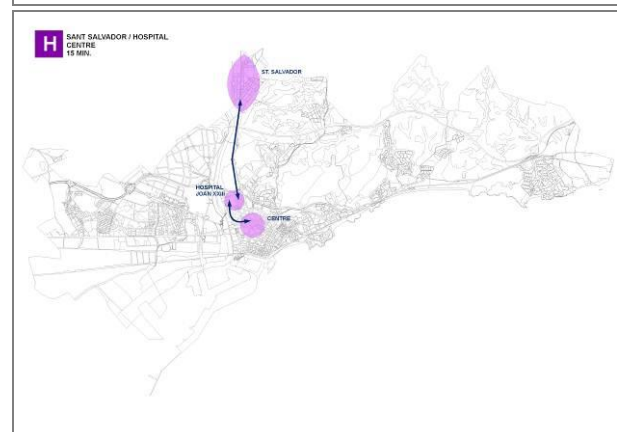 H
SANT SALVADOR / HOSPITAL
CENTRE
15 MIN.
ST. SALVADOR
HOSPITAL
JOAN XXIII
CENTRE